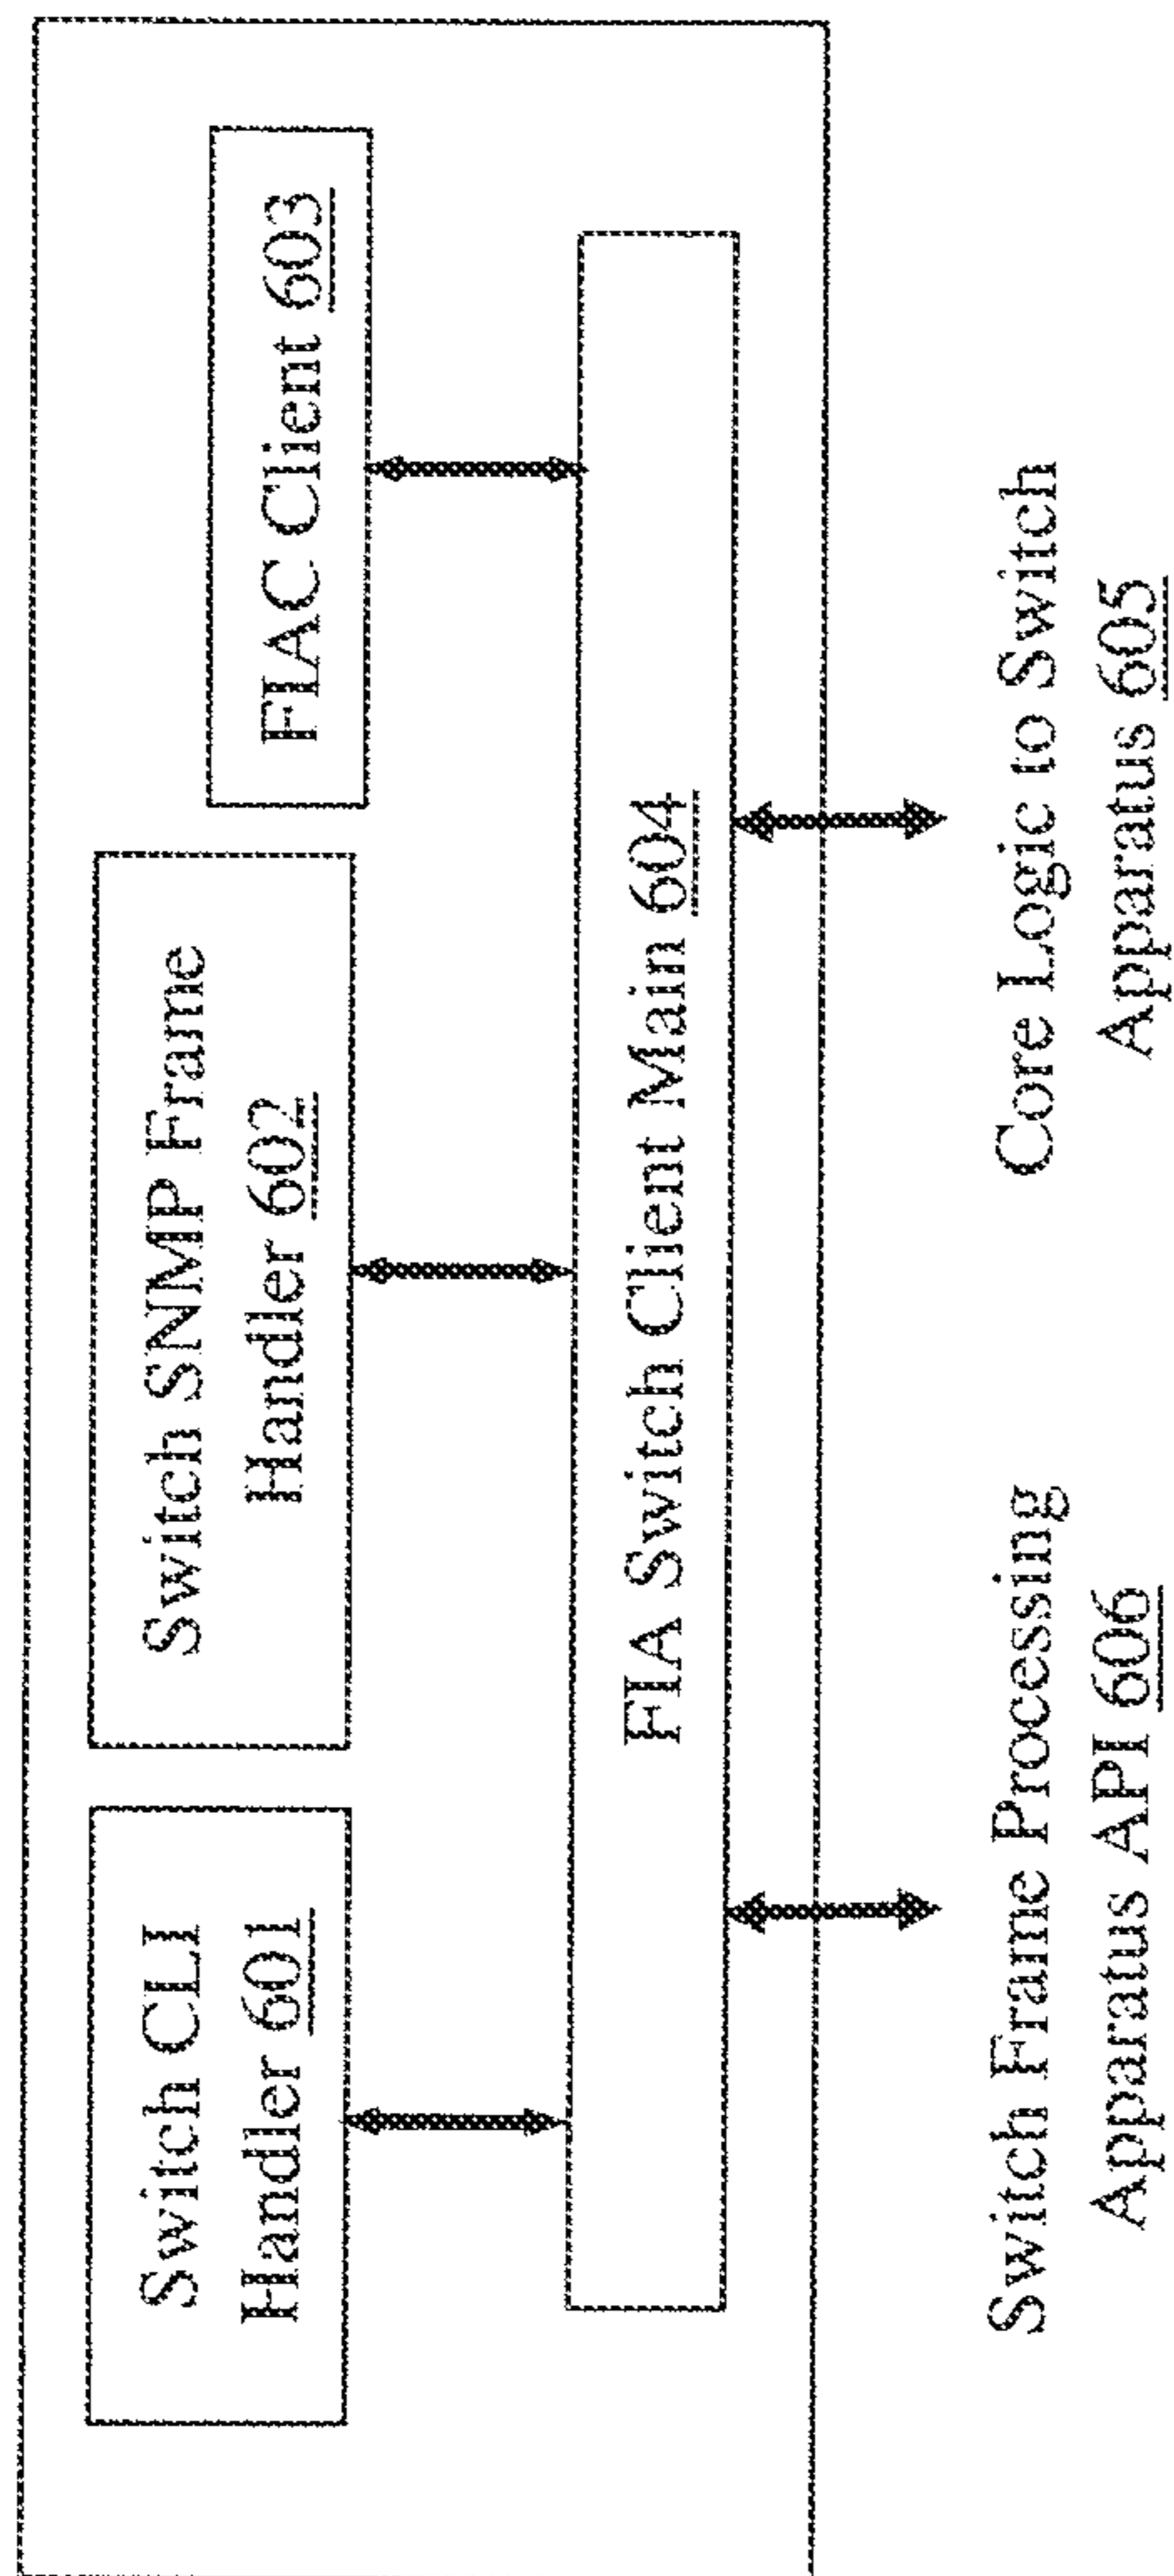 Switch CLI
Handler 601
Switch SNMP Frame
Handler 602
FIAC Client 603
FIA Switch Client Main 604
Switch Frame Processing
Apparatus API 606
Core Logic to Switch
Apparatus 605